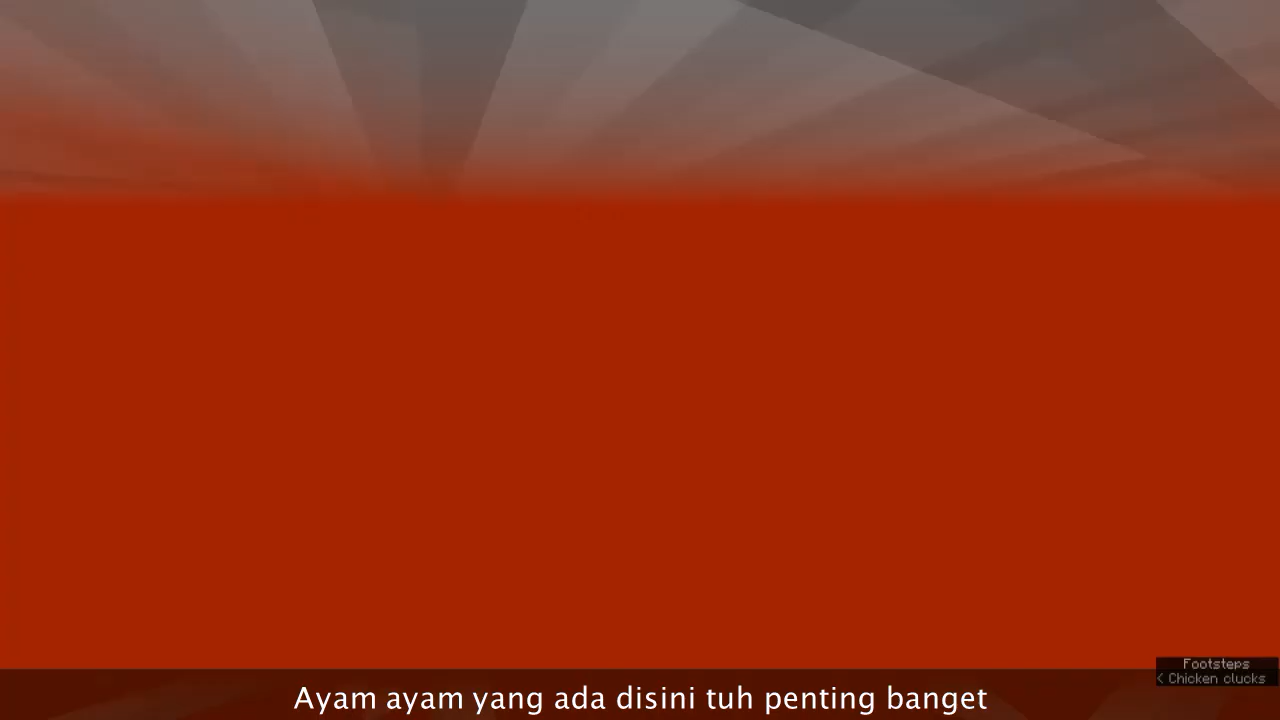 Footsteps
< Chicken clucks
Ayam ayam yang ada disini tuh penting banget